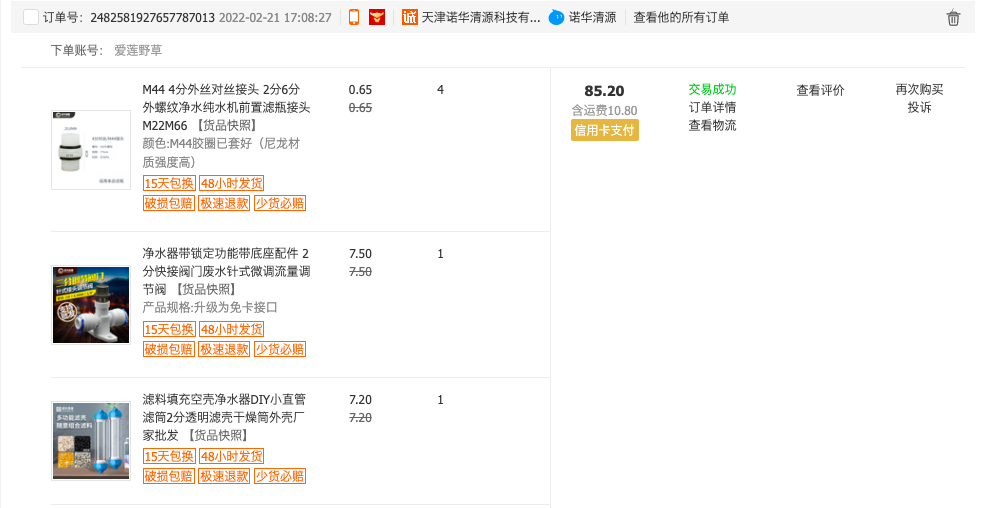 订单号: 2482581927657787013 2022-02-21 17:08:27 诚 天津诺华清源科技有... 诺华清源 查看他的所有订单
下单账号: 爱莲野草
M44 4分外丝对丝接头 2分6分 0.65 4 85.20 交易成功 查看评价 再次购买
外螺纹净水纯水机前置滤瓶接头 0.65 含运费10.80 订单详情 投诉
M22M66 【货品快照】 信用卡支付 查看物流
颜色:M44胶圈已套好（尼龙材
质强度高）
15天包换 48小时发货
破损包赔 极速退款 少货必赔
净水器带锁定功能带底座配件 2 7.50 1
分快接阀门废水针式微调流量调 7.50
节阀 【货品快照】
产品规格:升级为免卡接口
15天包换 48小时发货
破损包赔 极速退款 少货必赔
滤料填充空壳净水器DIY小直管 7.20 1
滤筒2分透明滤壳干燥筒外壳厂 7.20
家批发 【货品快照】
多功能滤壳
随意组合滤料
15天包换 48小时发货
破损包赔 极速退款 少货必赔